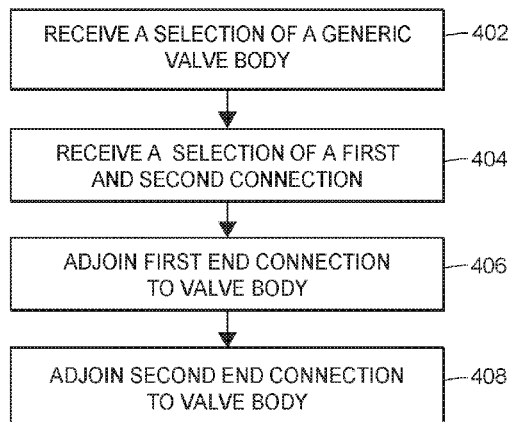 RECEIVE A SELECTION OF A GENERIC
VALVE BODY
402
RECEIVE A SELECTION OF A FIRST
AND SECOND CONNECTION
404
ADJOIN FIRST END CONNECTION
TO VALVE BODY
406
ADJOIN SECOND END CONNECTION
TO VALVE BODY
408